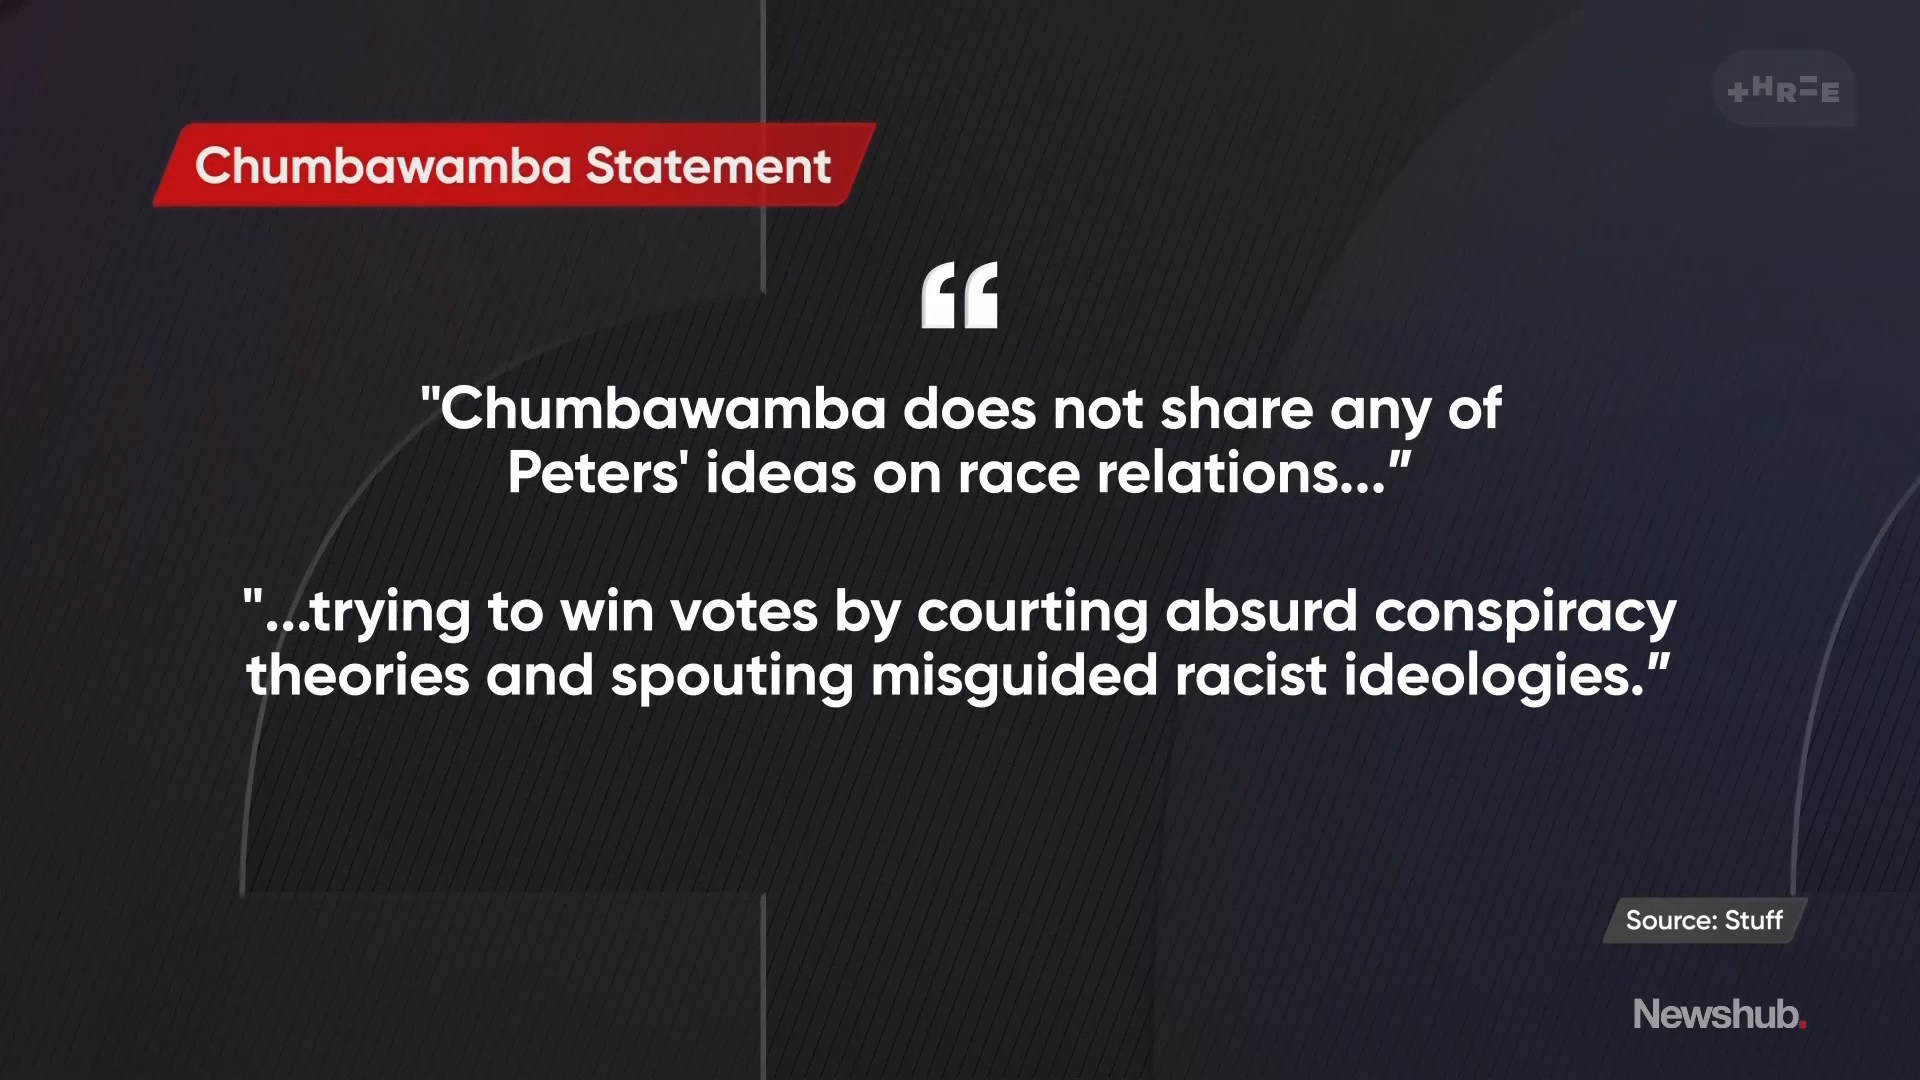 +HR=E
Chumbawamba Statement
“
"Chumbawamba does not share any of
Peters' ideas on race relations...”
"...trying to win votes by courting absurd conspiracy
theories and spouting misguided racist ideologies.”
Source: Stuff
Newshub.